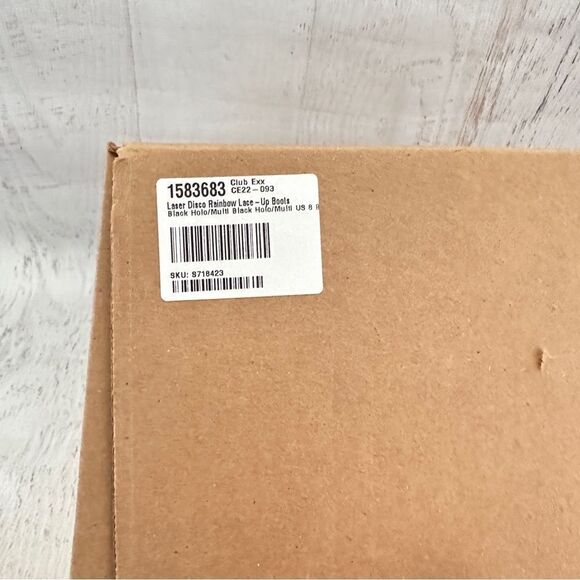 1583683 Club Exx
CE22-093
Laser Disco Rainbow Lace-Up Boots
Black Holo/Multi Black Holo/Multi US 8 R
SKU: S718423